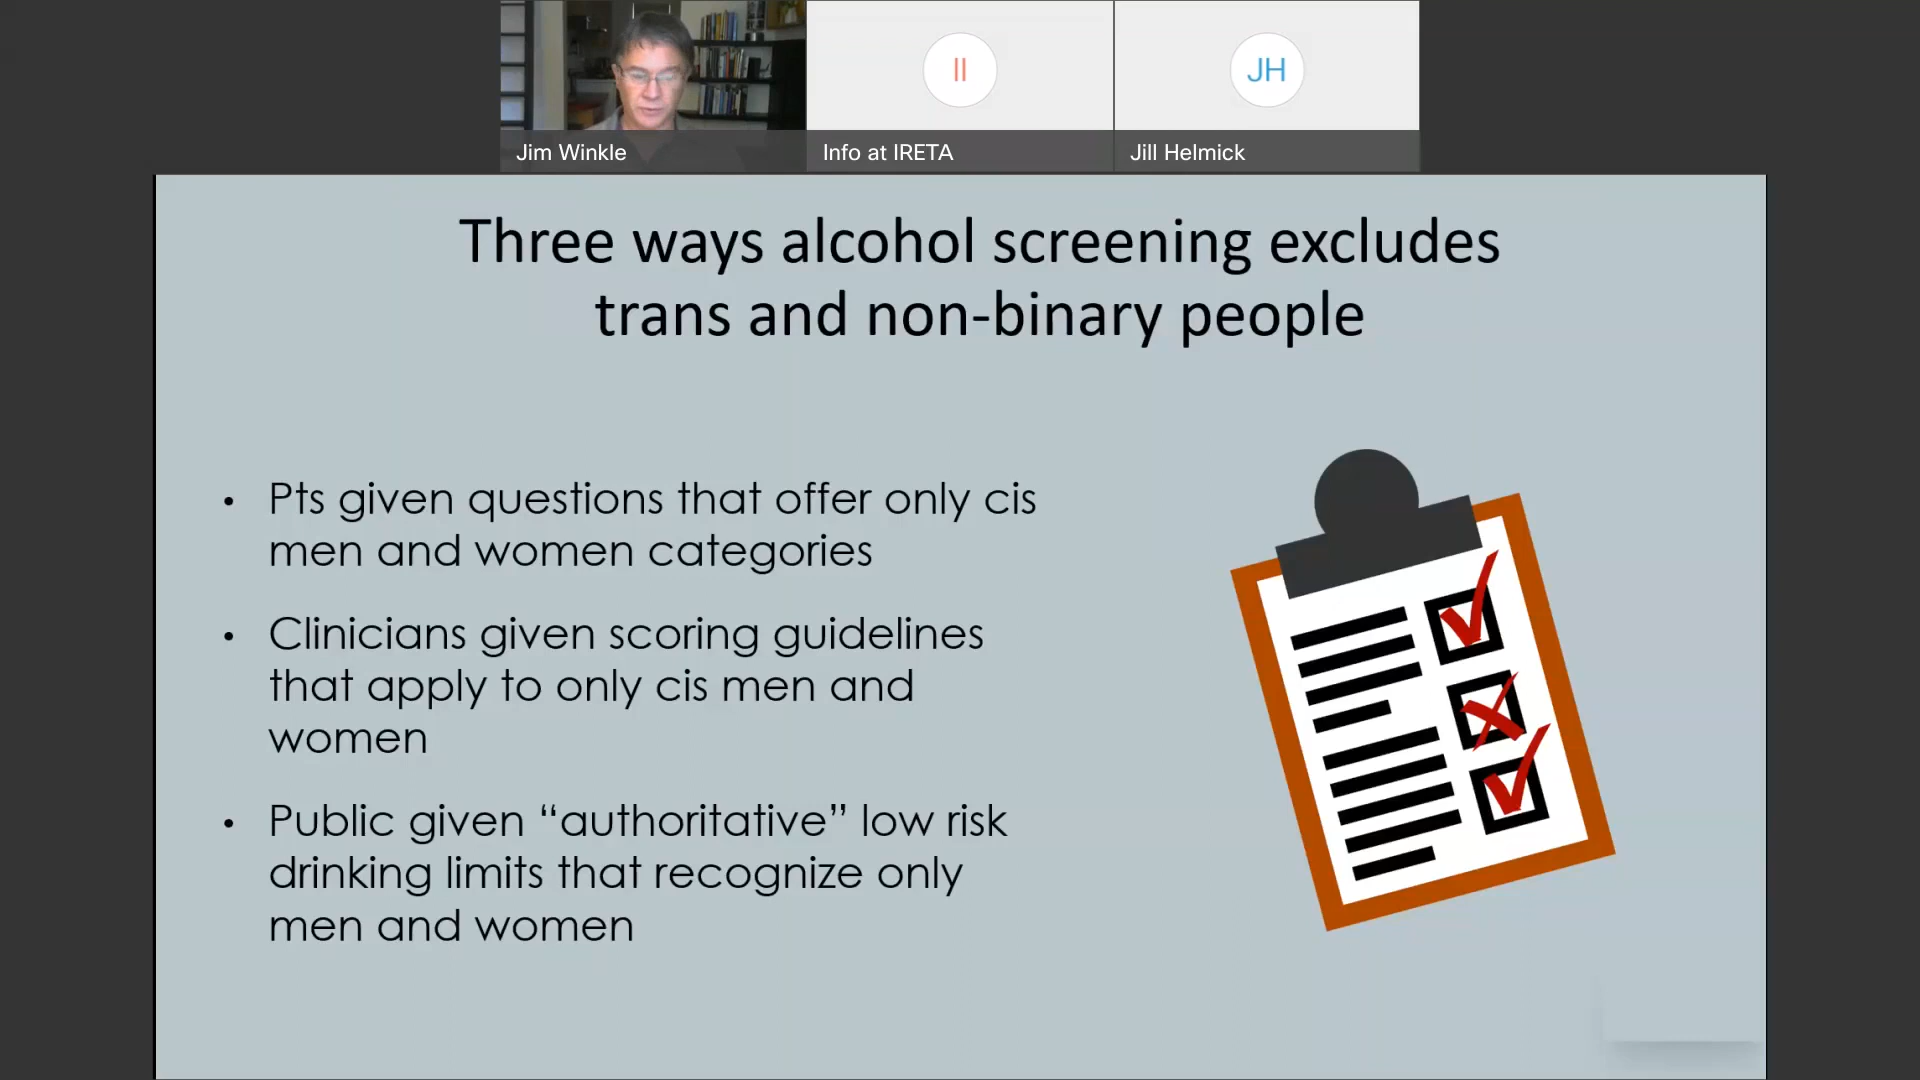 II
JH
Jim Winkle
Info at IRETA
Jill Helmick
Three ways alcohol screening excludes
trans and non-binary people
• Pts given questions that offer only cis
men and women categories
• Clinicians given scoring guidelines
that apply to only cis men and
women
• Public given “authoritative” low risk
drinking limits that recognize only
men and women